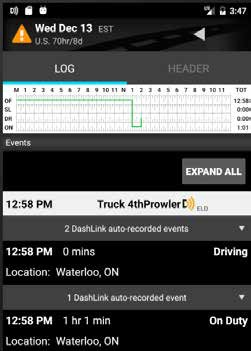 3:47
Wed Dec 13 EST
U.S. 70hr/8d
LOG HEADER
M 1 2 3 4 5 6 7 8 9 10 11 N 1 2 3 4 5 6 7 8 9 10 11 M TOT
OF 12:58
SL 0:00
DR 0:00
ON 1:01
Events
EXPAND ALL
12:58 PM Truck 4thProwler ELD
2 DashLink auto-recorded events
12:58 PM 0 mins Driving
Location: Waterloo, ON
1 DashLink auto-recorded event
12:58 PM 1 hr 1 min On Duty
Location: Waterloo, ON